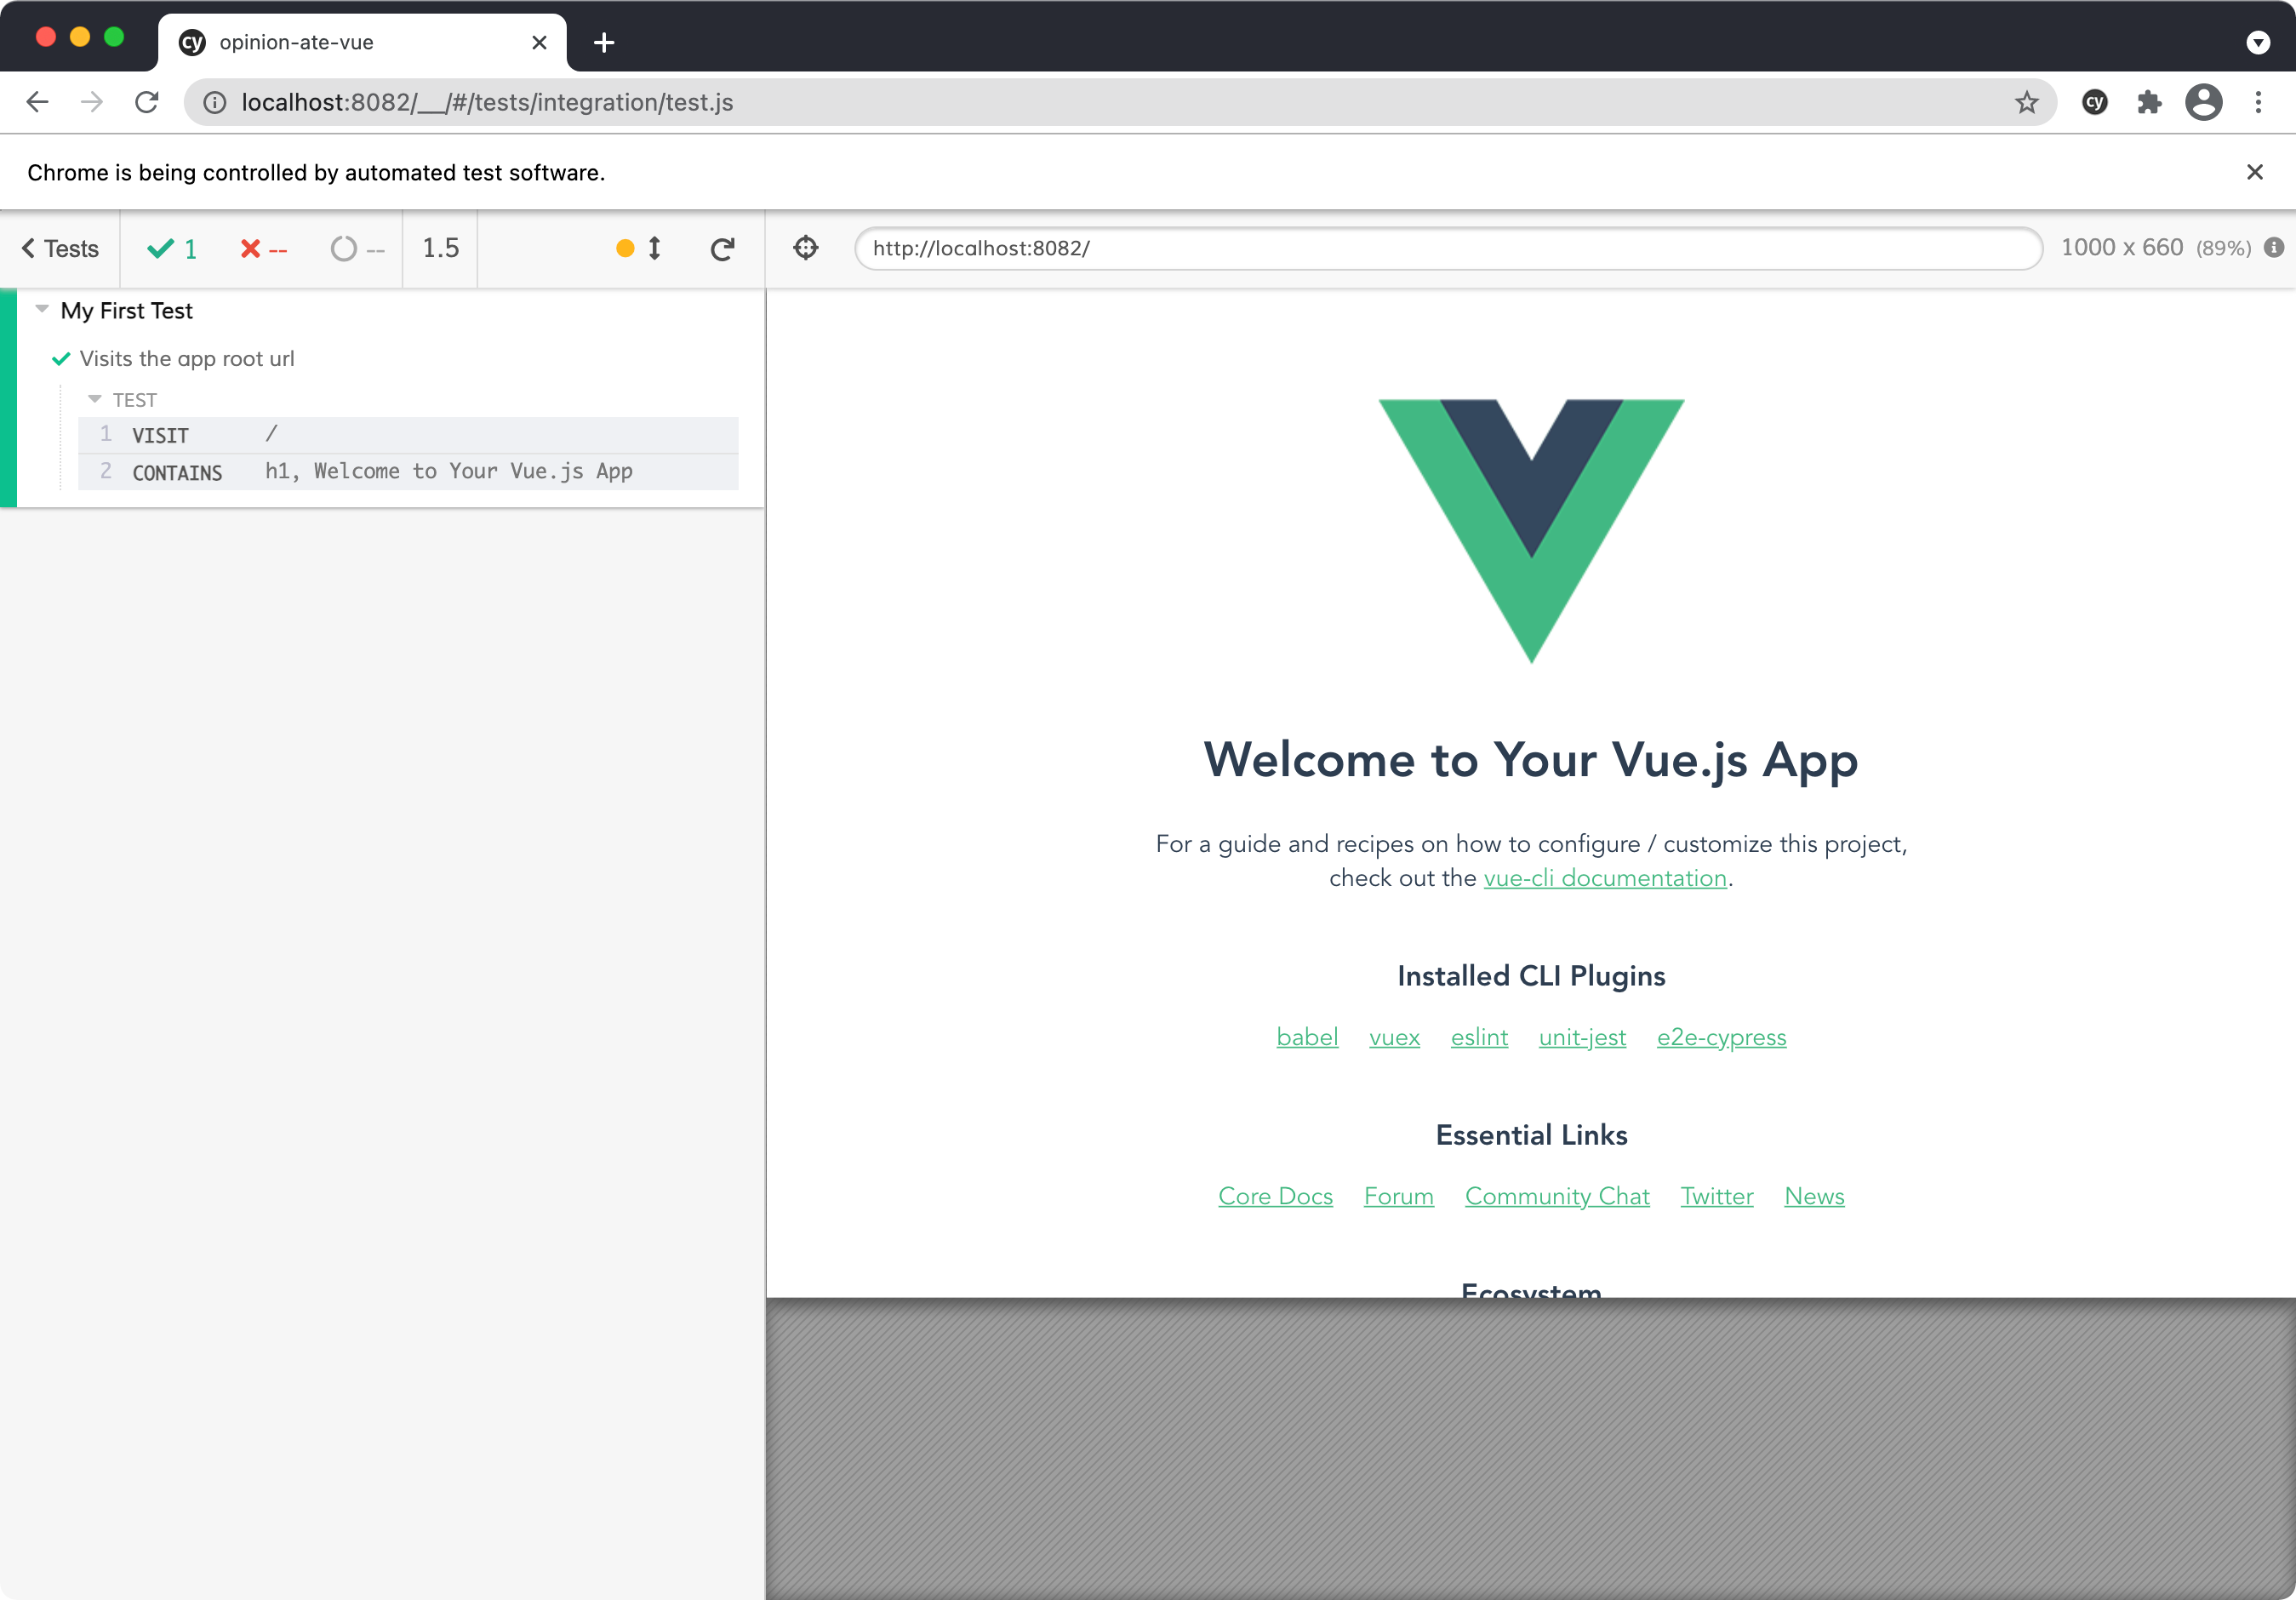 cy opinion-ate-vue
localhost:8082/__/#/tests/integration/test.js
cy
Chrome is being controlled by automated test software.
Tests 1 -- -- 1.5
http://localhost:8082/
1000 x 660 (89%)
My First Test
Visits the app root url
TEST
1 VISIT /
2 CONTAINS h1, Welcome to Your Vue.js App
Welcome to Your Vue.js App
For a guide and recipes on how to configure / customize this project,
check out the vue-cli documentation.
Installed CLI Plugins
babel vuex eslint unit-jest e2e-cypress
Essential Links
Core Docs Forum Community Chat Twitter News
Ecosystem